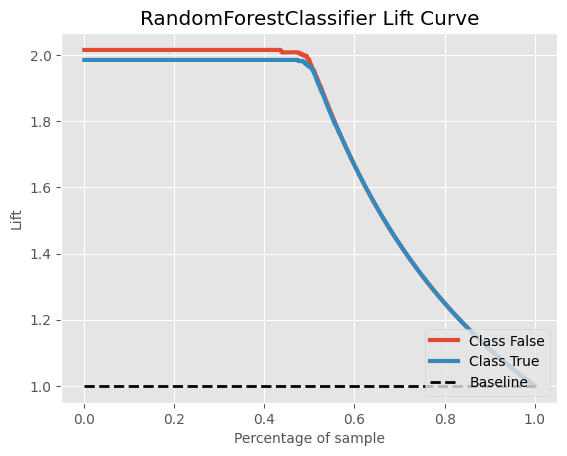 RandomForestClassifier Lift Curve
2.0
1.8
1.6
1.4
1.2
1.0
Lift
Class False
Class True
Baseline
0.0 0.2 0.4 0.6 0.8 1.0
Percentage of sample